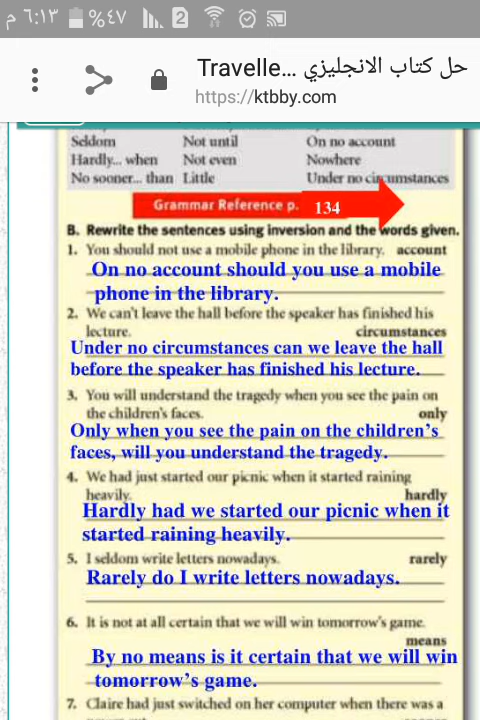 ٦:١٣ م %٤٧ 2
حل كتاب الانجليزي ...Travelle
https://ktbby.com
Seldom Not until On no account
Hardly... when Not even Nowhere
No sooner... than Little Under no circumstances
Grammar Reference p. 134
B. Rewrite the sentences using inversion and the words given.
1. You should not use a mobile phone in the library. account
On no account should you use a mobile
phone in the library.
2. We can't leave the hall before the speaker has finished his
lecture. circumstances
Under no circumstances can we leave the hall
before the speaker has finished his lecture.
3. You will understand the tragedy when you see the pain on
the children's faces. only
Only when you see the pain on the children's
faces, will you understand the tragedy.
4. We had just started our picnic when it started raining
heavily. hardly
Hardly had we started our picnic when it
started raining heavily.
5. I seldom write letters nowadays. rarely
Rarely do I write letters nowadays.
6. It is not at all certain that we will win tomorrow's game.
means
By no means is it certain that we will win
tomorrow's game.
7. Claire had just switched on her computer when there was a